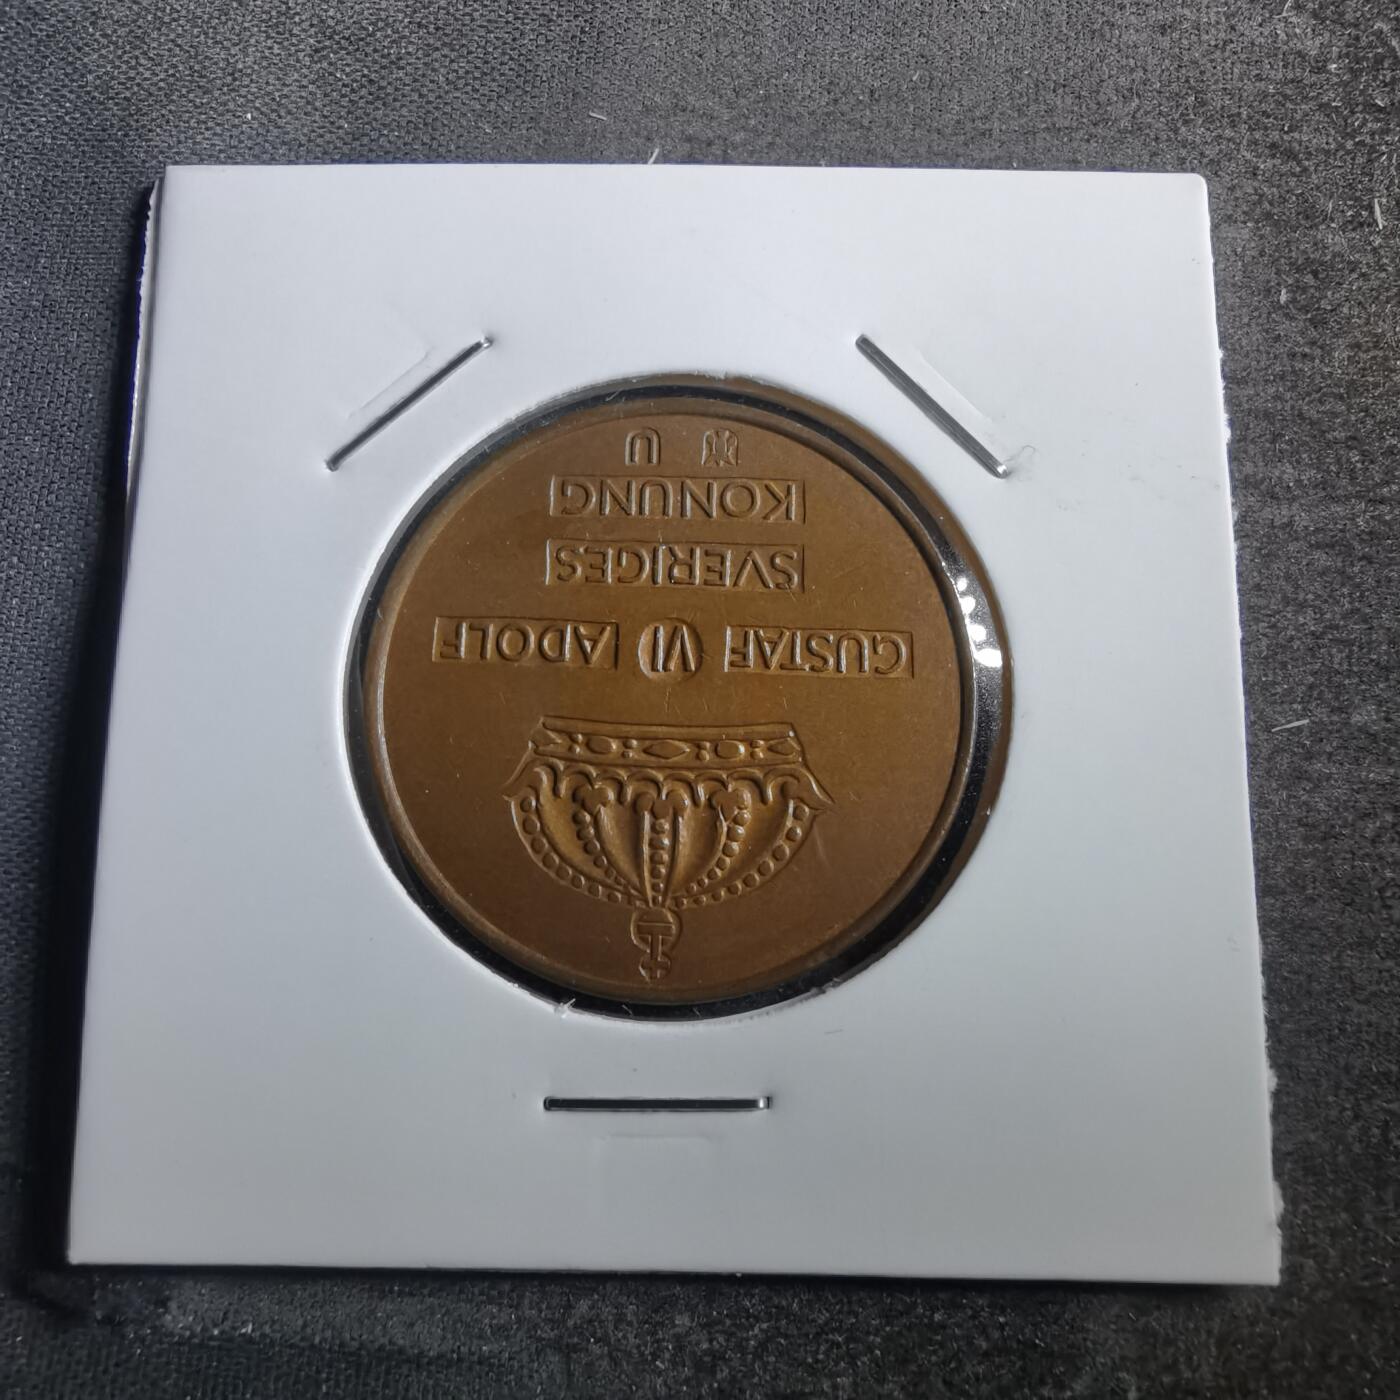 GUSTAF VI ADOLF
SVERIGES
KONUNG
U